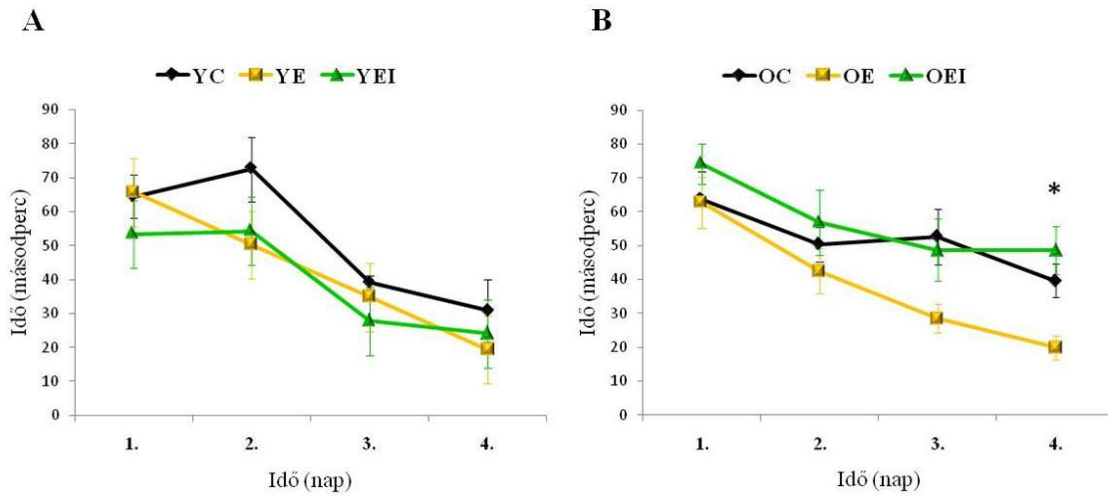 A
YC YE YEI
90
80
70
60
50
40
30
20
10
0
Idő (másodperc)
1. 2. 3. 4.
Idő (nap)
B
OC OE OEI
90
80
70
60
50
40
30
20
10
0
Idő (másodperc)
*
1. 2. 3. 4.
Idő (nap)